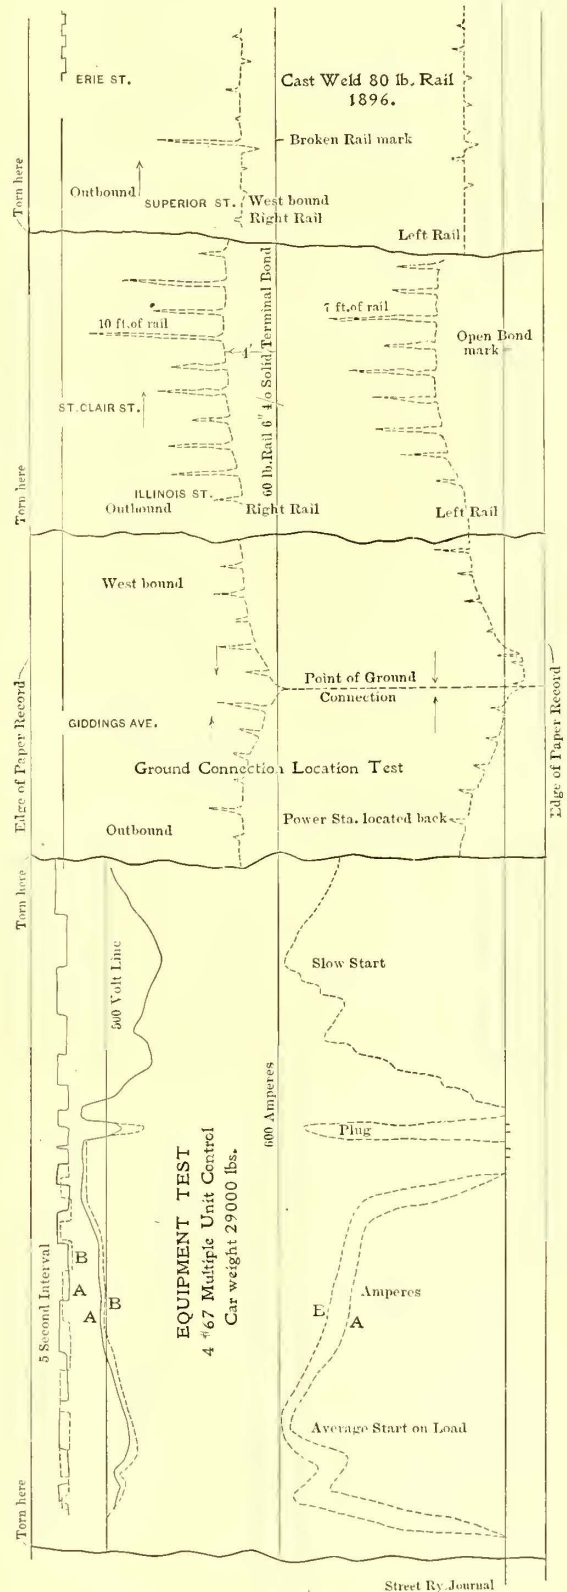 ERIE ST.
Cast Weld 80 lb. Rail
1896.
Broken Rail mark
Outbound
SUPERIOR ST.
West bound
Right Rail
Torn here
Left Rail
60 lb. Rail 6" 4/0 Solid Terminal Bond
10 ft. of rail
7 ft. of rail
4'
Open Bond
mark
ST. CLAIR ST.
ILLINOIS ST.
Outbound
Right Rail
Left Rail
Torn here
West bound
Point of Ground
Connection
GIDDINGS AVE.
Ground Connection Location Test
Outbound
Power Sta. located back
Edge of Paper Record
Edge of Paper Record
Torn here
500 Volt Line
Slow Start
600 Amperes
Plug
EQUIPMENT TEST
4 #67 Multiple Unit Control
Car weight 29000 lbs.
5 Second Interval
B
A
A
B
Amperes
B
A
Average Start on Load
Torn here
Street Ry. Journal